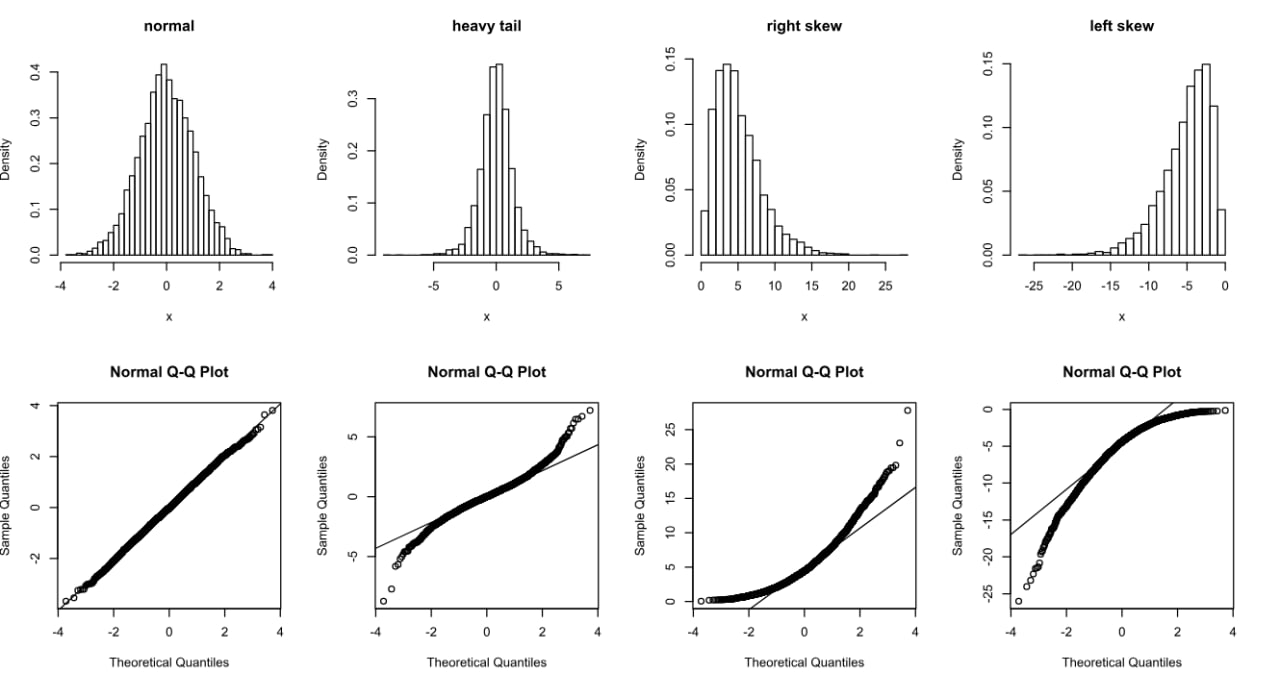 normal
heavy tail
right skew
left skew
Density
0.0 0.1 0.2 0.3 0.4
-4 -2 0 2 4
x
Density
0.0 0.1 0.2 0.3
-5 0 5
x
Density
0.00 0.05 0.10 0.15
0 5 10 15 20 25
x
Density
0.00 0.05 0.10 0.15
-25 -20 -15 -10 -5 0
x
Normal Q-Q Plot
Normal Q-Q Plot
Normal Q-Q Plot
Normal Q-Q Plot
Sample Quantiles
-2 0 2 4
-4 -2 0 2 4
Theoretical Quantiles
Sample Quantiles
-5 0 5
-4 -2 0 2 4
Theoretical Quantiles
Sample Quantiles
0 5 10 15 20 25
-4 -2 0 2 4
Theoretical Quantiles
Sample Quantiles
-25 -20 -15 -10 -5 0
-4 -2 0 2 4
Theoretical Quantiles